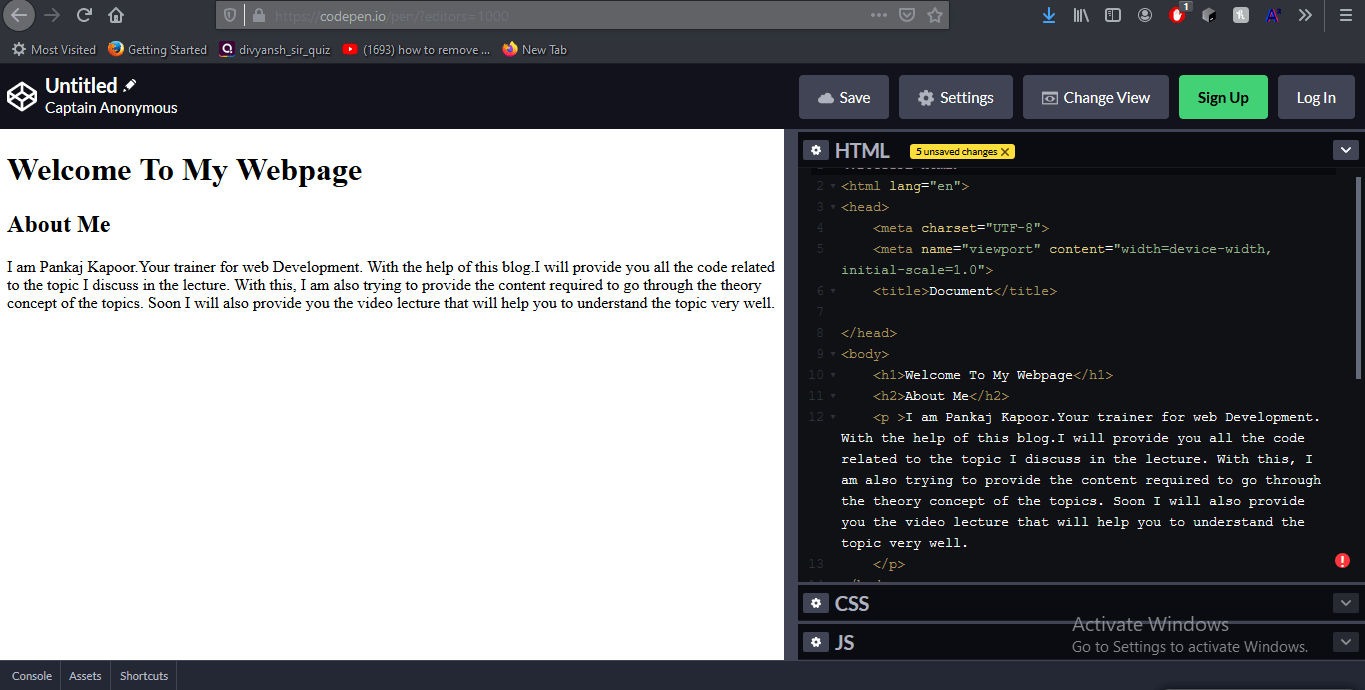 https://codepen.io/pen/?editors=1000
1
Most Visited
Getting Started
divyansh_sir_quiz
(1693) how to remove ...
New Tab
Untitled
Captain Anonymous
Save
Settings
Change View
Sign Up
Log In
Welcome To My Webpage
About Me
I am Pankaj Kapoor.Your trainer for web Development. With the help of this blog.I will provide you all the code related
to the topic I discuss in the lecture. With this, I am also trying to provide the content required to go through the theory
concept of the topics. Soon I will also provide you the video lecture that will help you to understand the topic very well.
HTML
5 unsaved changes X
2 <html lang="en">
3 <head>
4 <meta charset="UTF-8">
5 <meta name="viewport" content="width=device-width,
initial-scale=1.0">
6 <title>Document</title>
7
8 </head>
9 <body>
10 <h1>Welcome To My Webpage</h1>
11 <h2>About Me</h2>
12 <p >I am Pankaj Kapoor.Your trainer for web Development.
With the help of this blog.I will provide you all the code
related to the topic I discuss in the lecture. With this, I
am also trying to provide the content required to go through
the theory concept of the topics. Soon I will also provide
you the video lecture that will help you to understand the
topic very well.
13 </p>
CSS
JS
Activate Windows
Go to Settings to activate Windows.
Console
Assets
Shortcuts